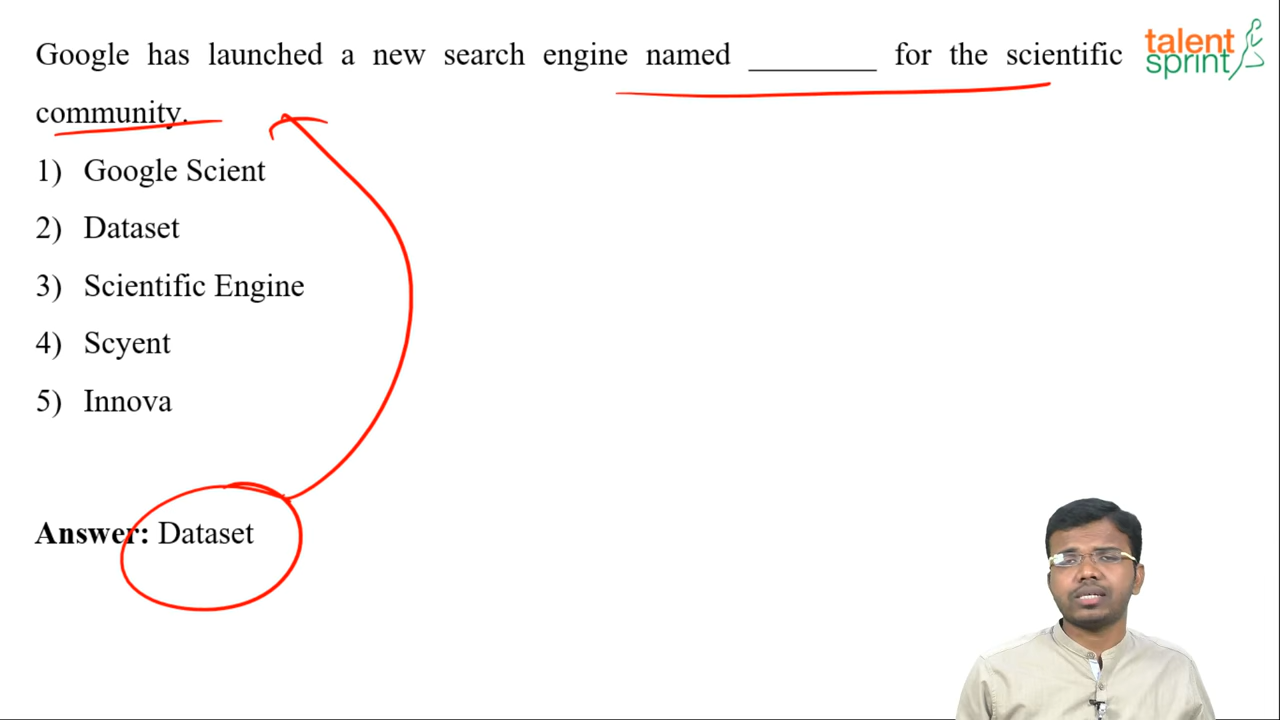 Google has launched a new search engine named ________ for the scientific
community.
1) Google Scient
2) Dataset
3) Scientific Engine
4) Scyent
5) Innova
Answer: Dataset
talent
sprint